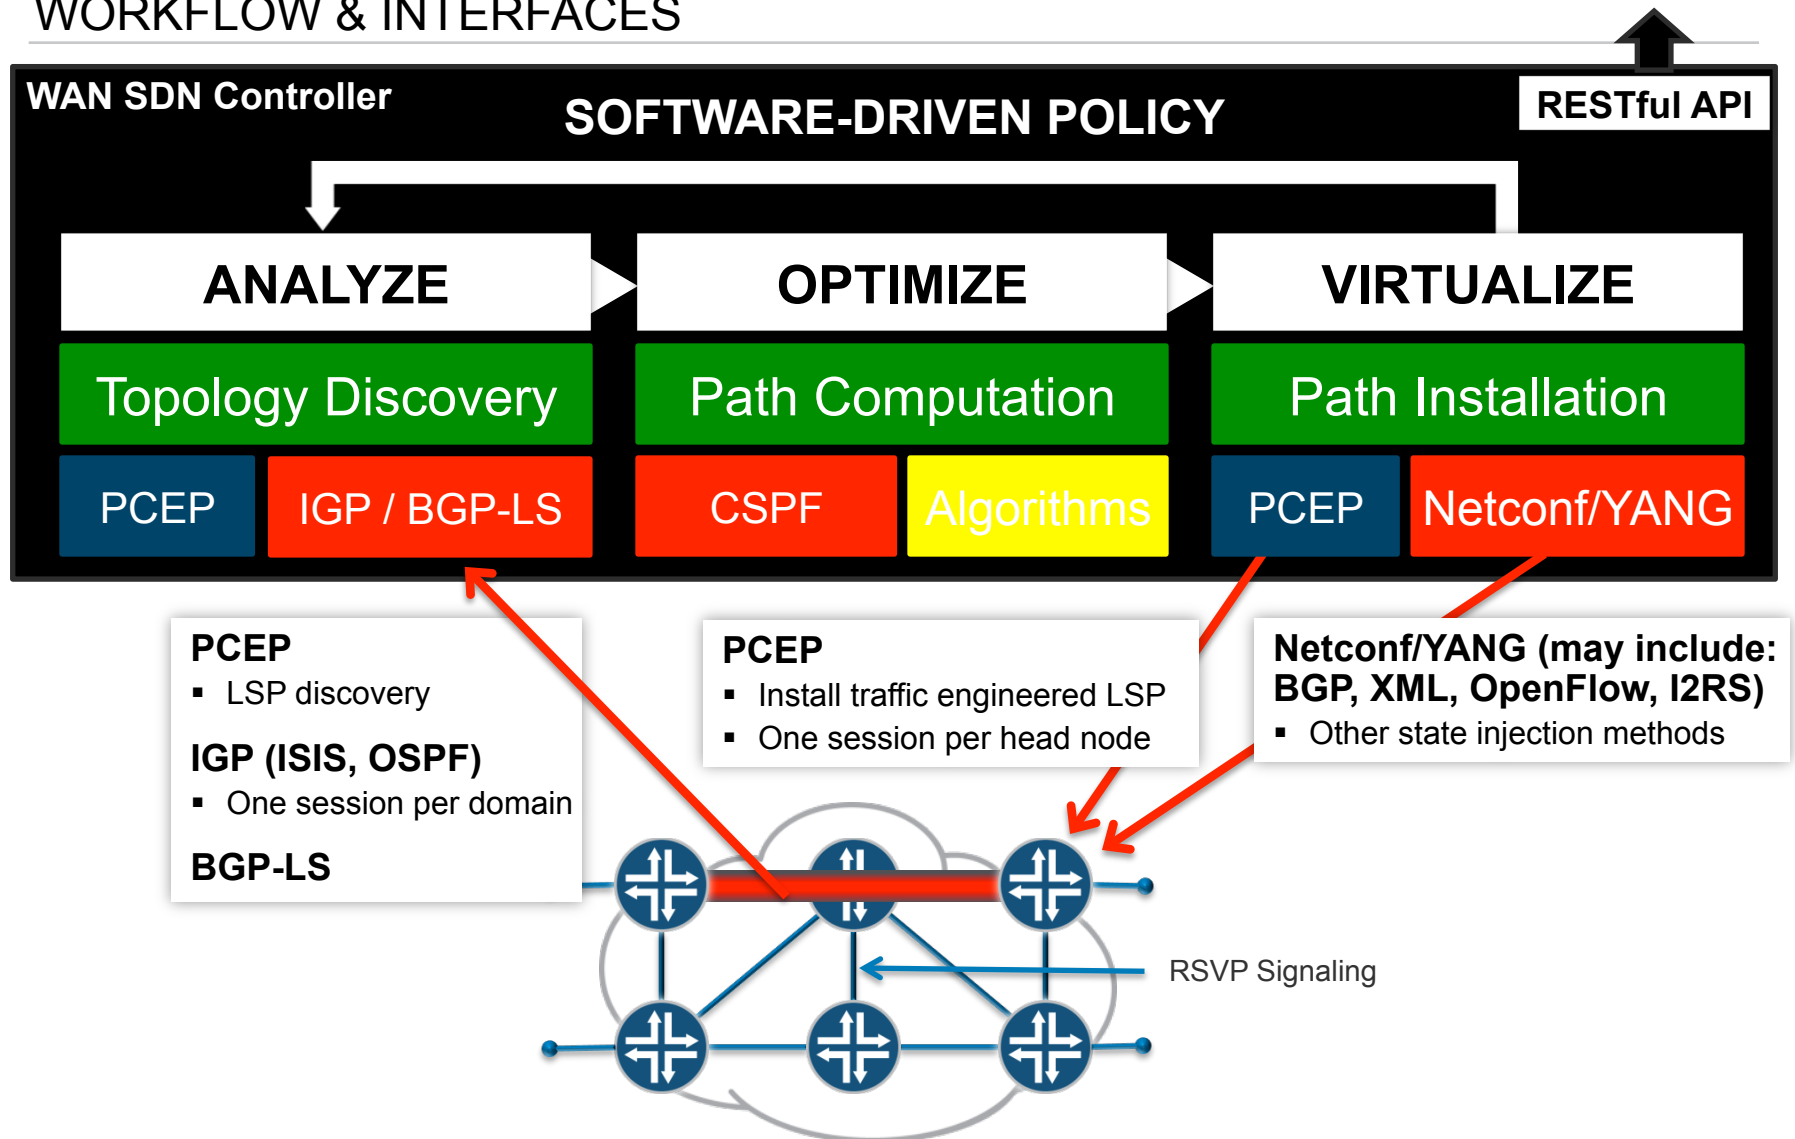 WORKFLOW & INTERFACES
WAN SDN Controller
SOFTWARE-DRIVEN POLICY
RESTful API
ANALYZE
OPTIMIZE
VIRTUALIZE
Topology Discovery
Path Computation
Path Installation
PCEP
IGP / BGP-LS
CSPF
Algorithms
PCEP
Netconf/YANG
PCEP
▪ LSP discovery
IGP (ISIS, OSPF)
▪ One session per domain
BGP-LS
PCEP
▪ Install traffic engineered LSP
▪ One session per head node
Netconf/YANG (may include:
BGP, XML, OpenFlow, I2RS)
▪ Other state injection methods
RSVP Signaling